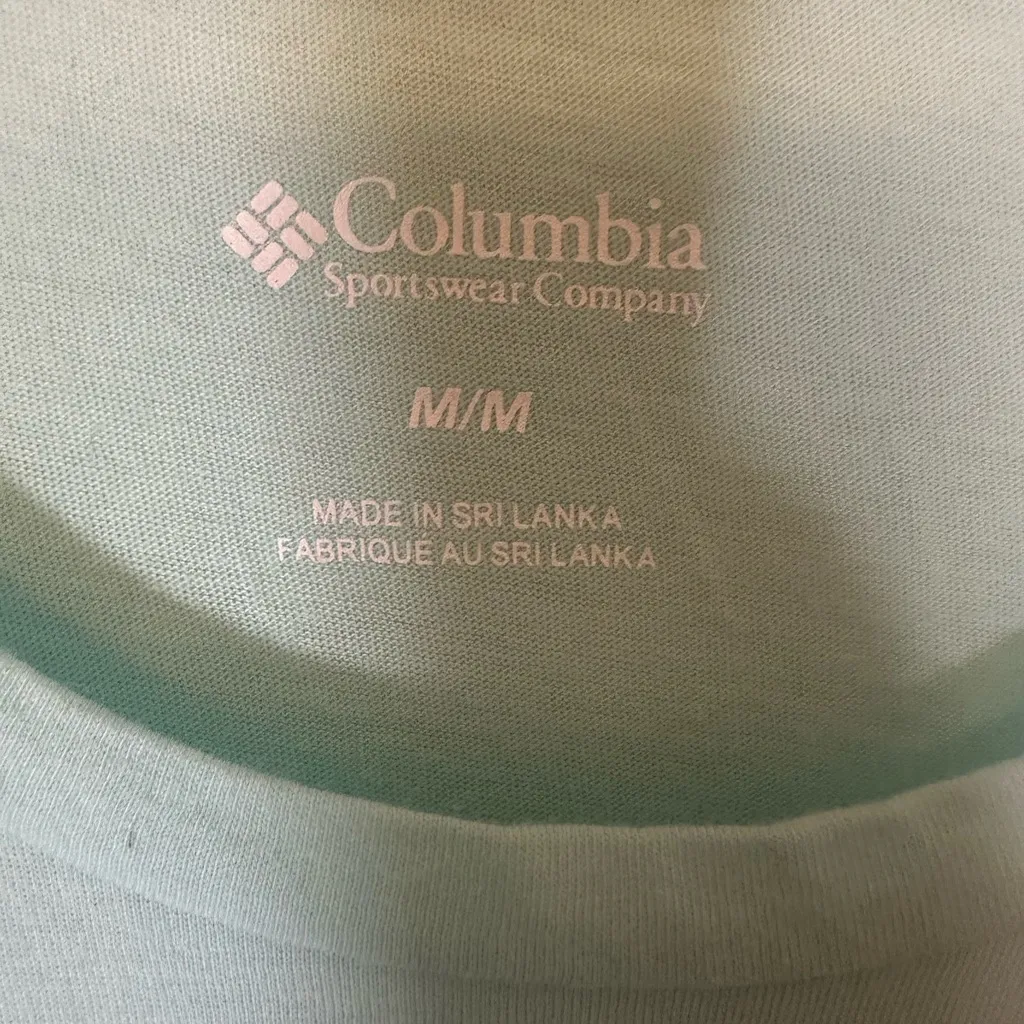 Columbia
Sportswear Company
M/M
MADE IN SRI LANKA
FABRIQUE AU SRI LANKA